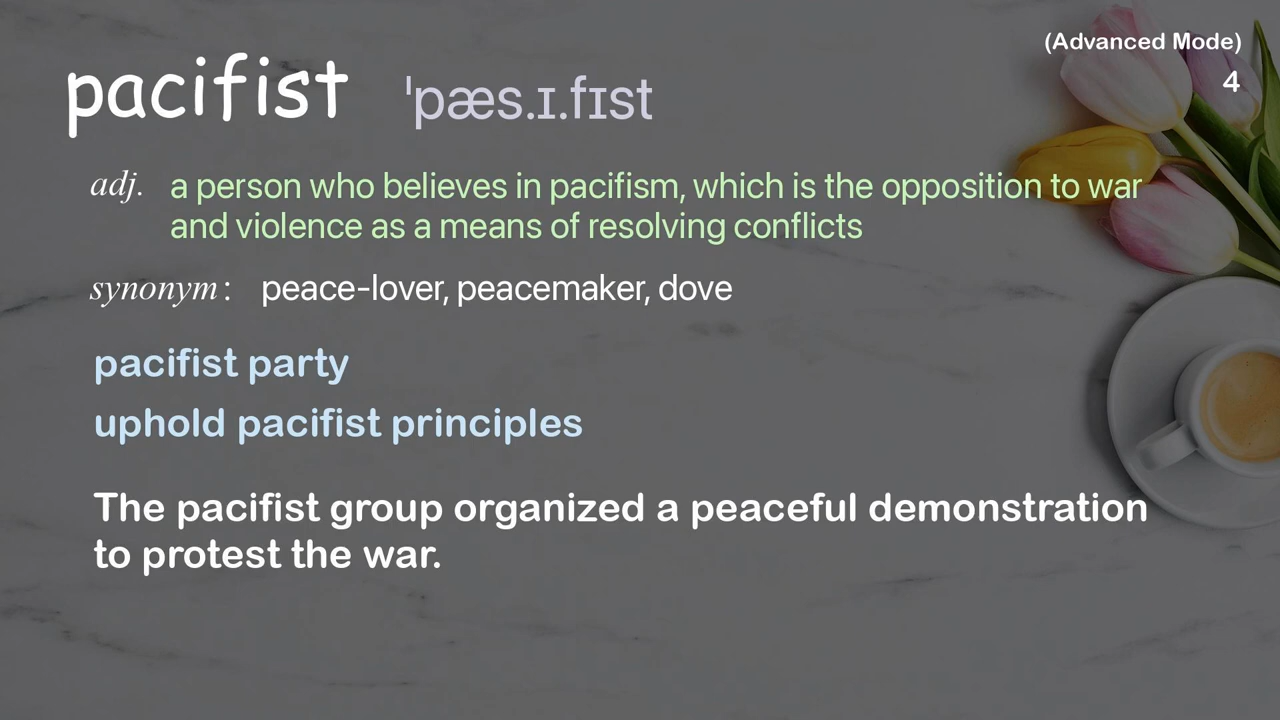 (Advanced Mode)
4
pacifist ˈpæs.ɪ.fɪst
adj. a person who believes in pacifism, which is the opposition to war
and violence as a means of resolving conflicts
synonym : peace-lover, peacemaker, dove
pacifist party
uphold pacifist principles
The pacifist group organized a peaceful demonstration
to protest the war.